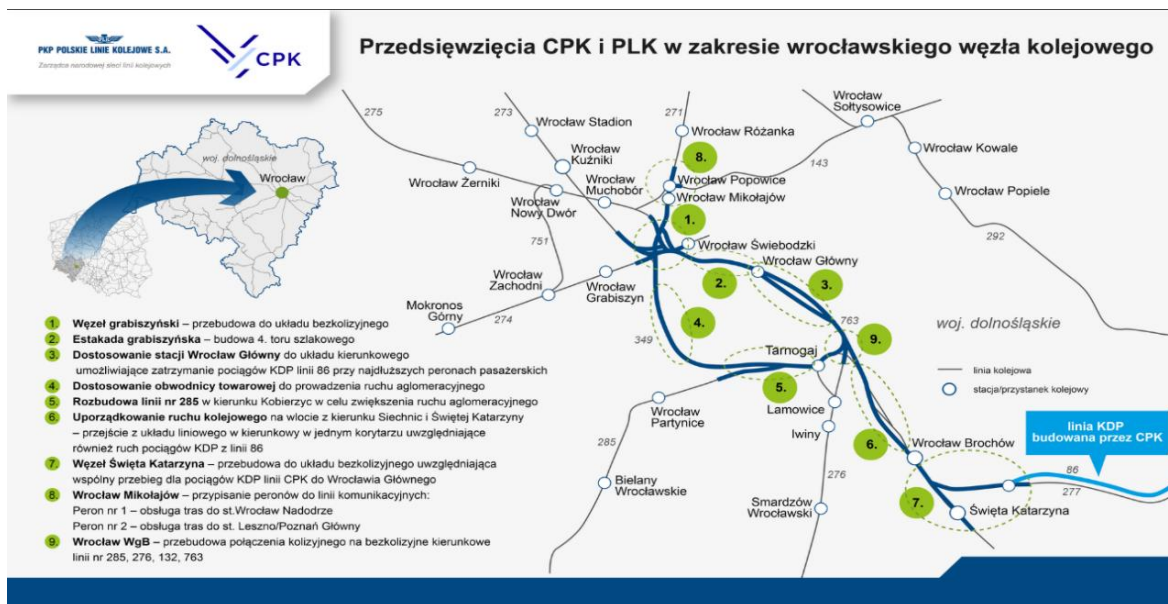 PKP POLSKIE LINIE KOLEJOWE S.A.
Zarządca narodowej sieci linii kolejowych
CPK
Przedsięwzięcia CPK i PLK w zakresie wrocławskiego węzła kolejowego
woj. dolnośląskie
Wrocław
275
273
271
Wrocław Stadion
Wrocław Różanka
Wrocław
Sołtysowice
Wrocław
Kuźniki
8.
143
Wrocław Kowale
Wrocław Żerniki
Wrocław
Muchobór
Wrocław Popowice
Wrocław Mikołajów
Wrocław Popiele
Wrocław
Nowy Dwór
1.
751
Wrocław Świebodzki
292
Wrocław
Zachodni
Wrocław
Grabiszyn
2.
Wrocław Główny
3.
Mokronos
Górny
274
4.
763
woj. dolnośląskie
349
9.
Tarnogaj
5.
linia kolejowa
stacja/przystanek kolejowy
Wrocław
Partynice
Lamowice
Iwiny
6.
Wrocław Brochów
linia KDP
budowana przez CPK
285
276
86
277
Bielany
Wrocławskie
Smardzów
Wrocławski
7.
Święta Katarzyna
1. Węzeł grabiszyński – przebudowa do układu bezkolizyjnego
2. Estakada grabiszyńska – budowa 4. toru szlakowego
3. Dostosowanie stacji Wrocław Główny do układu kierunkowego
umożliwiające zatrzymanie pociągów KDP linii 86 przy najdłuższych peronach pasażerskich
4. Dostosowanie obwodnicy towarowej do prowadzenia ruchu aglomeracyjnego
5. Rozbudowa linii nr 285 w kierunku Kobierzyc w celu zwiększenia ruchu aglomeracyjnego
6. Uporządkowanie ruchu kolejowego na wlocie z kierunku Siechnic i Świętej Katarzyny
– przejście z układu liniowego w kierunkowy w jednym korytarzu uwzględniające
również ruch pociągów KDP z linii 86
7. Węzeł Święta Katarzyna – przebudowa do układu bezkolizyjnego uwzględniająca
wspólny przebieg dla pociągów KDP linii CPK do Wrocławia Głównego
8. Wrocław Mikołajów – przypisanie peronów do linii komunikacyjnych:
Peron nr 1 – obsługa tras do st.Wrocław Nadodrze
Peron nr 2 – obsługa tras do st. Leszno/Poznań Główny
9. Wrocław WgB – przebudowa połączenia kolizyjnego na bezkolizyjne kierunkowe
linii nr 285, 276, 132, 763